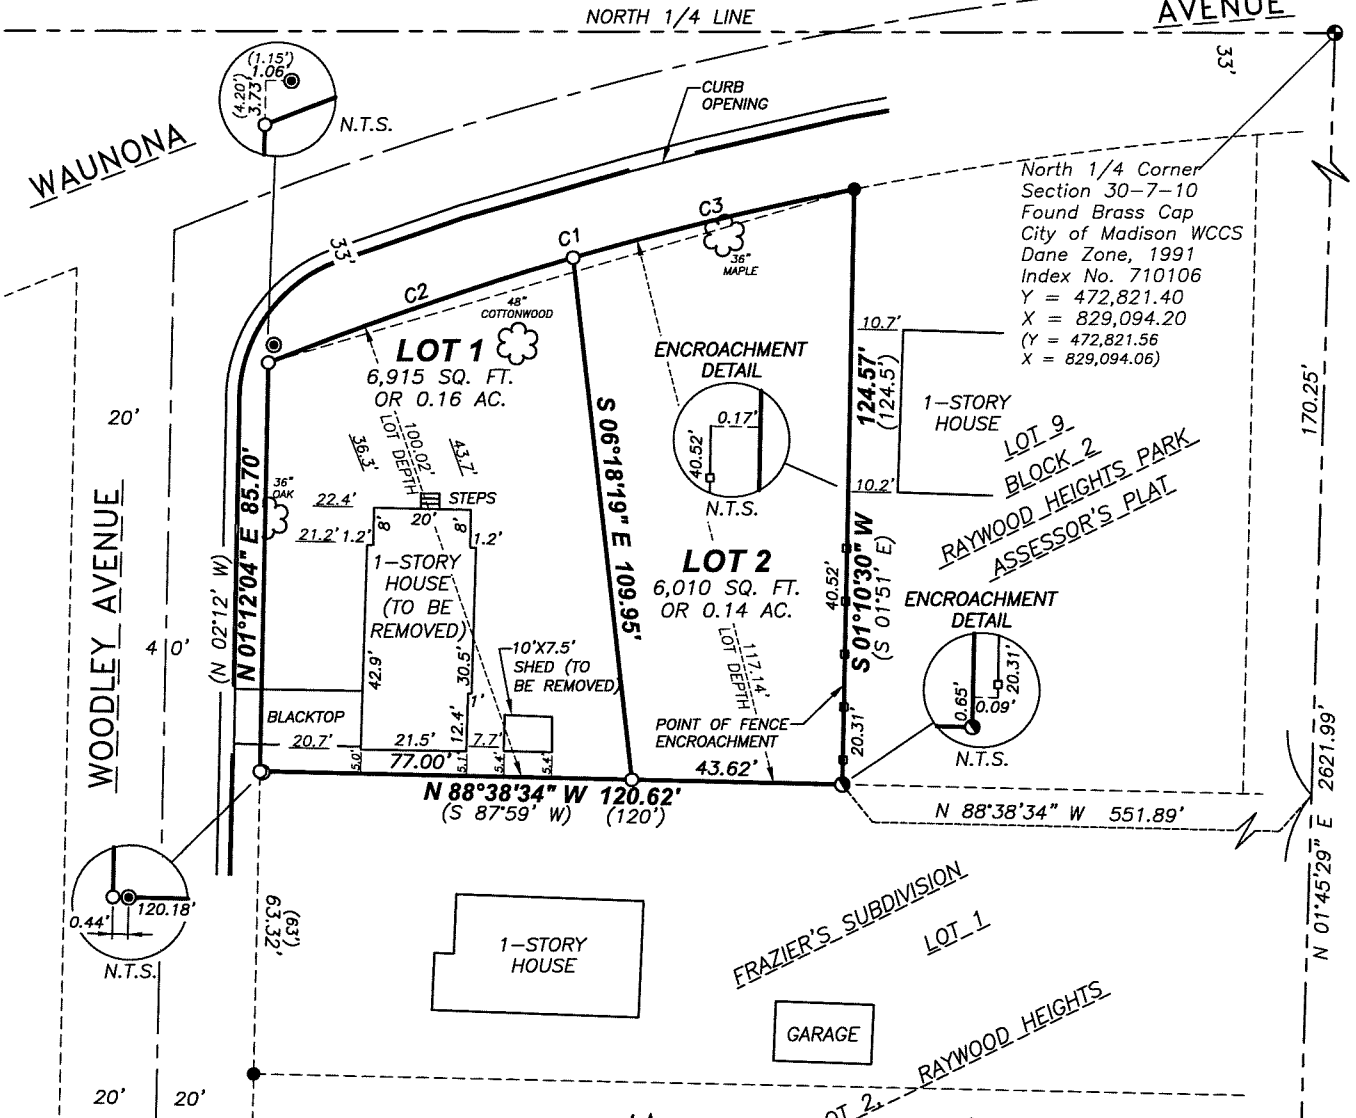 NORTH 1/4 LINE
AVENUE
33'
(1.15')
1.06'
(4.20')
3.73'
N.T.S.
CURB
OPENING
WAUNONA
33'
North 1/4 Corner
Section 30-7-10
Found Brass Cap
City of Madison WCCS
Dane Zone, 1991
Index No. 710106
Y = 472,821.40
X = 829,094.20
(Y = 472,821.56
X = 829,094.06)
C1
C2
C3
36"
MAPLE
48"
COTTONWOOD
LOT 1
6,915 SQ. FT.
OR 0.16 AC.
100.02'
LOT DEPTH
36.3'
43.7'
ENCROACHMENT
DETAIL
0.17'
40.52'
N.T.S.
10.7'
124.57'
(124.5')
10.2'
1-STORY
HOUSE
LOT 9
BLOCK 2
RAYWOOD HEIGHTS PARK
ASSESSOR'S PLAT
170.25'
20'
WOODLEY AVENUE
40'
(N 02°12' W)
N 01°12'04" E 85.70'
36"
OAK
22.4'
STEPS
20'
8'
8'
21.2'
1.2'
1.2'
1-STORY
HOUSE
(TO BE
REMOVED)
42.9'
30.5'
1'
12.4'
10'X7.5'
SHED (TO
BE REMOVED)
BLACKTOP
20.7'
21.5'
7.7'
77.00'
5.0'
5.1'
5.4'
5.4'
S 06°18'19" E 109.95'
LOT 2
6,010 SQ. FT.
OR 0.14 AC.
117.14'
LOT DEPTH
40.52'
S 01°10'30" W
(S 01°51' E)
ENCROACHMENT
DETAIL
0.65'
20.31'
0.09'
N.T.S.
POINT OF FENCE
ENCROACHMENT
20.31'
43.62'
N 88°38'34" W 120.62'
(S 87°59' W) (120')
N 88°38'34" W 551.89'
N 01°45'29" E 2621.99'
0.44'
120.18'
N.T.S.
(63')
63.32'
1-STORY
HOUSE
FRAZIER'S SUBDIVISION
LOT 1
GARAGE
RAYWOOD HEIGHTS
LOT 2,
20'
20'